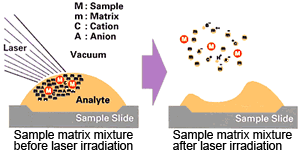 M : Sample
m : Matrix
C : Cation
A : Anion
Laser
Vacuum
M
M
M
Analyte
Sample Slide
Sample matrix mixture
before laser irradiation
M
M
M
Sample Slide
Sample matrix mixture
after laser irradiation